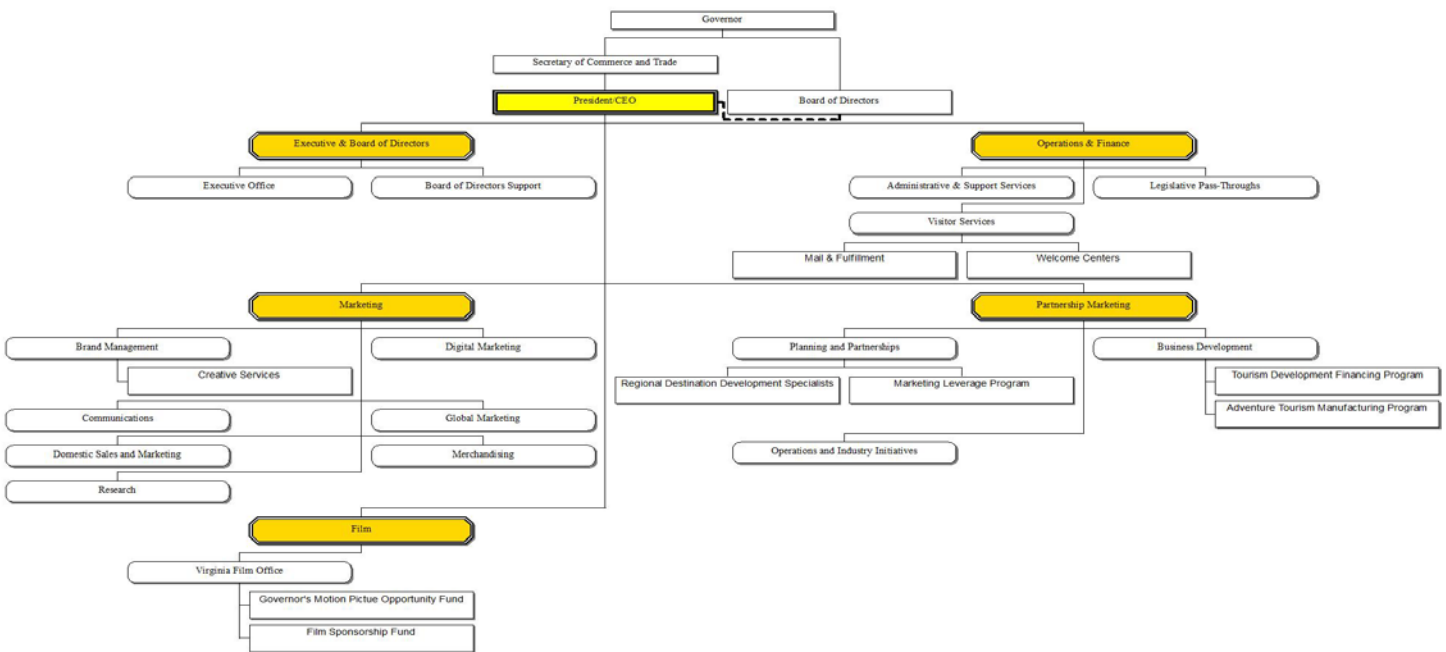 Governor
Secretary of Commerce and Trade
President/CEO
Board of Directors
Executive & Board of Directors
Operations & Finance
Executive Office
Board of Directors Support
Administrative & Support Services
Legislative Pass-Throughs
Visitor Services
Mail & Fulfillment
Welcome Centers
Marketing
Partnership Marketing
Brand Management
Digital Marketing
Planning and Partnerships
Business Development
Creative Services
Regional Destination Development Specialists
Marketing Leverage Program
Tourism Development Financing Program
Communications
Global Marketing
Adventure Tourism Manufacturing Program
Domestic Sales and Marketing
Merchandising
Operations and Industry Initiatives
Research
Film
Virginia Film Office
Governor's Motion Pictue Opportunity Fund
Film Sponsorship Fund